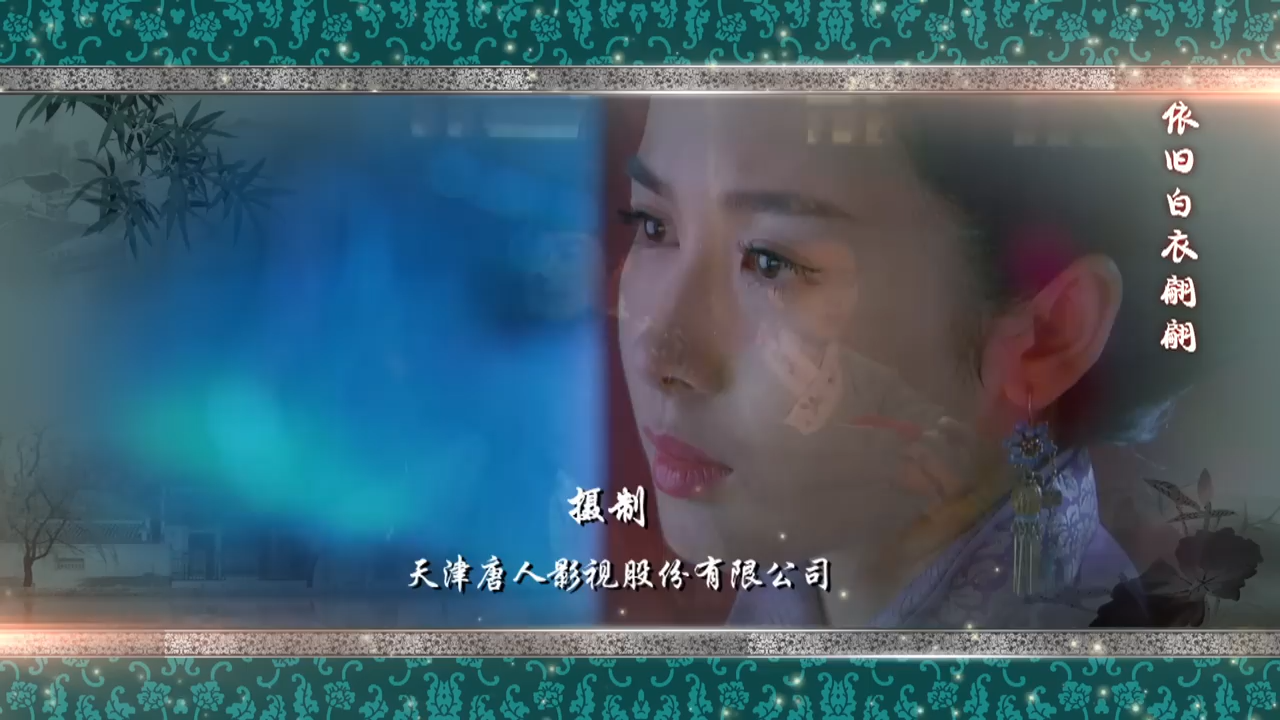 依旧白衣翩翩
摄制
天津唐人影视股份有限公司